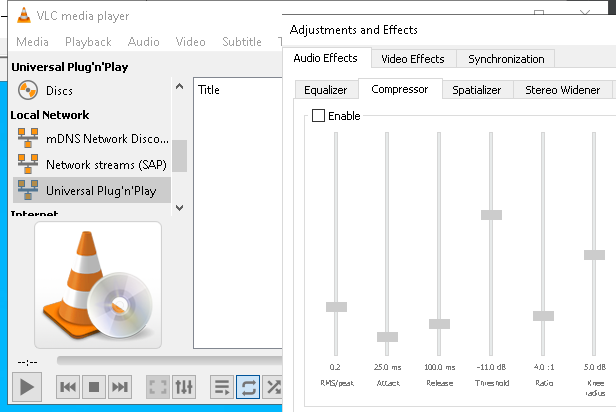 VLC media player
Media Playback Audio Video Subtitle
Universal Plug'n'Play
Discs
Local Network
mDNS Network Disco...
Network streams (SAP)
Universal Plug'n'Play
Internet
Title
--:--
Adjustments and Effects
Audio Effects Video Effects Synchronization
Equalizer Compressor Spatializer Stereo Widener
Enable
0.2 25.0 ms 100.0 ms -11.0 dB 4.0 :1 5.0 dB
RMS/peak Attack Release Threshold Ratio Knee
radius